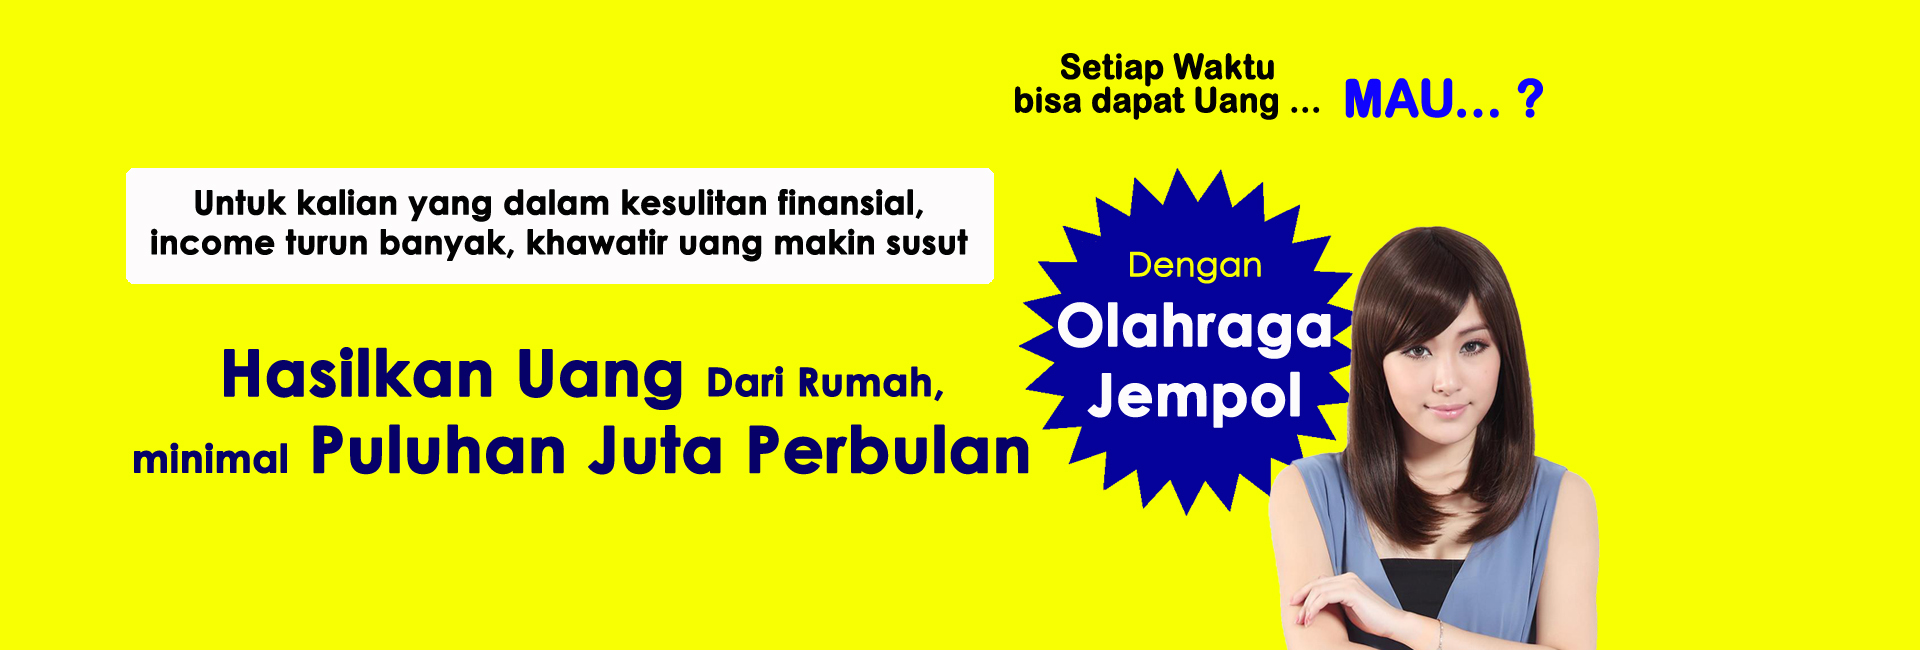 Setiap Waktu
bisa dapat Uang ... MAU... ?
Untuk kalian yang dalam kesulitan finansial,
income turun banyak, khawatir uang makin susut
Hasilkan Uang Dari Rumah,
minimal Puluhan Juta Perbulan
Dengan
Olahraga
Jempol